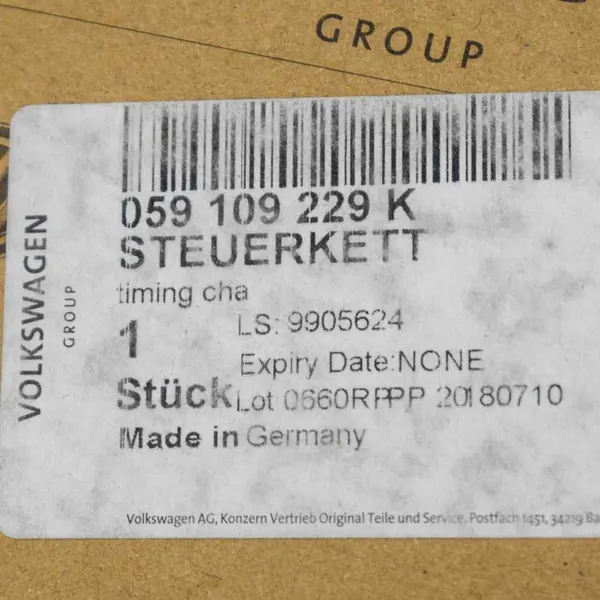 GROUP
059 109 229 K
STEUERKETT
timing cha
1
LS: 9905624
Expiry Date:NONE
Stück
Lot 0660RPPP 20180710
Made in Germany
VOLKSWAGEN
GROUP
Volkswagen AG, Konzern Vertrieb Original Teile und Service, Postfach 1451, 34219 Ba